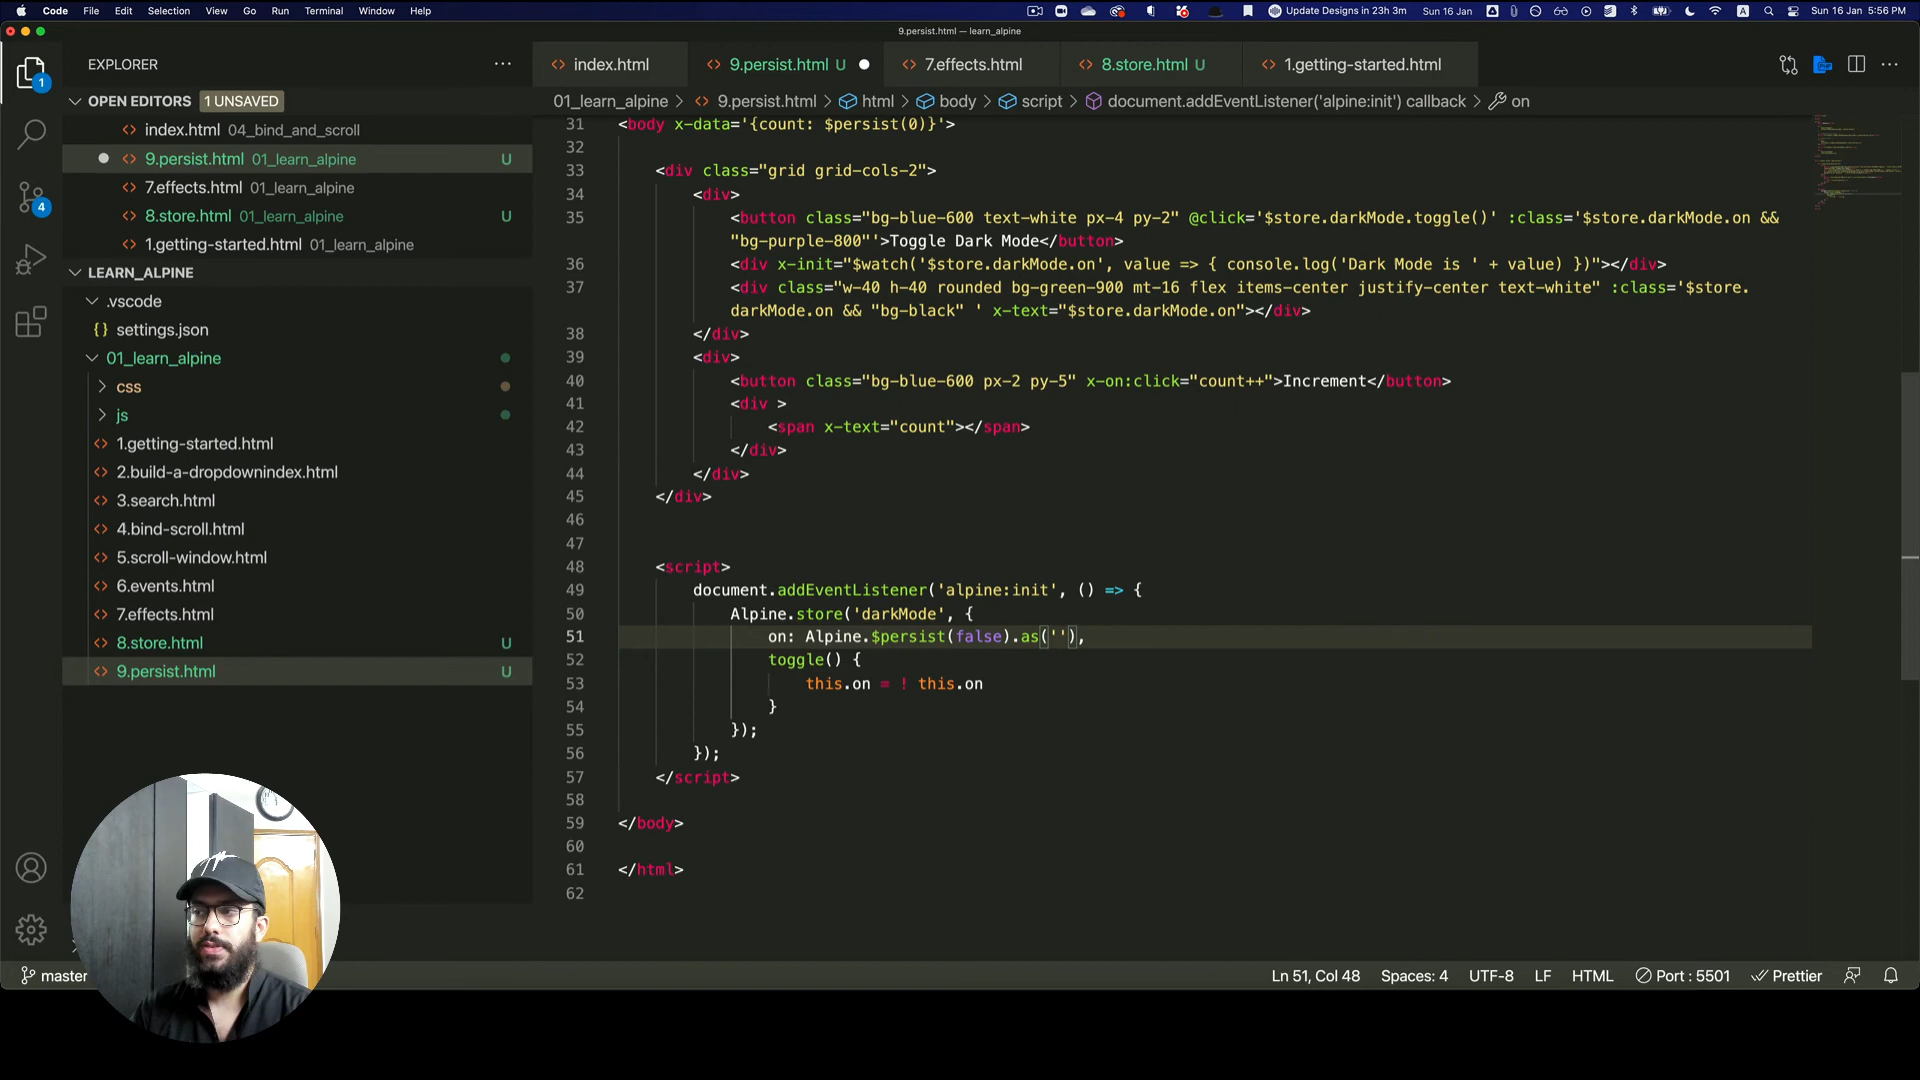 Code File Edit Selection View Go Run Terminal Window Help
Update Designs in 23h 3m Sun 16 Jan A Sun 16 Jan 5:56 PM
9.persist.html — learn_alpine
EXPLORER
index.html
9.persist.html U
7.effects.html
8.store.html U
1.getting-started.html
1
OPEN EDITORS 1 UNSAVED
index.html 04_bind_and_scroll
9.persist.html 01_learn_alpine U
7.effects.html 01_learn_alpine
8.store.html 01_learn_alpine U
1.getting-started.html 01_learn_alpine
4
LEARN_ALPINE
.vscode
{} settings.json
01_learn_alpine
css
js
1.getting-started.html
2.build-a-dropdownindex.html
3.search.html
4.bind-scroll.html
5.scroll-window.html
6.events.html
7.effects.html
8.store.html U
9.persist.html U
01_learn_alpine > 9.persist.html > html > body > script > document.addEventListener('alpine:init') callback > on
31 <body x-data='{count: $persist(0)}'>
32
33 <div class="grid grid-cols-2">
34 <div>
35 <button class="bg-blue-600 text-white px-4 py-2" @click='$store.darkMode.toggle()' :class='$store.darkMode.on &&
"bg-purple-800"'>Toggle Dark Mode</button>
36 <div x-init="$watch('$store.darkMode.on', value => { console.log('Dark Mode is ' + value) })"></div>
37 <div class="w-40 h-40 rounded bg-green-900 mt-16 flex items-center justify-center text-white" :class='$store.
darkMode.on && "bg-black" ' x-text="$store.darkMode.on"></div>
38 </div>
39 <div>
40 <button class="bg-blue-600 px-2 py-5" x-on:click="count++">Increment</button>
41 <div >
42 <span x-text="count"></span>
43 </div>
44 </div>
45 </div>
46
47
48 <script>
49 document.addEventListener('alpine:init', () => {
50 Alpine.store('darkMode', {
51 on: Alpine.$persist(false).as(''),
52 toggle() {
53 this.on = ! this.on
54 }
55 });
56 });
57 </script>
58
59 </body>
60
61 </html>
62
master
Ln 51, Col 48 Spaces: 4 UTF-8 LF HTML Port : 5501 Prettier